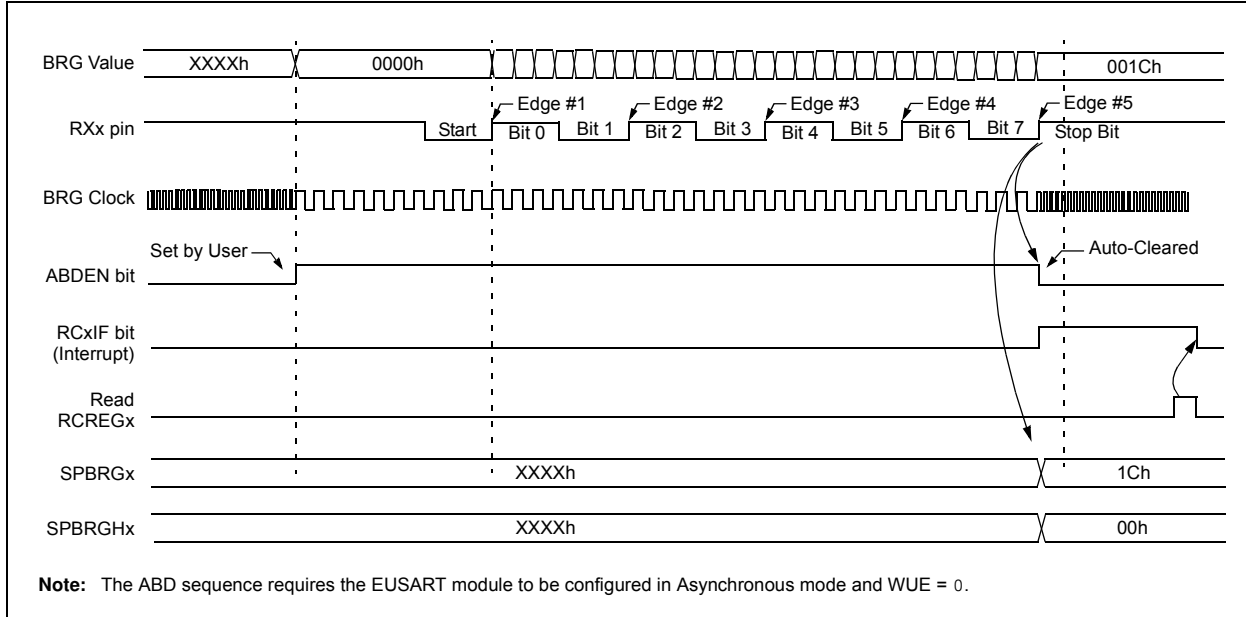 BRG Value XXXXh 0000h 001Ch
Edge #1 Edge #2 Edge #3 Edge #4 Edge #5
RXx pin Start Bit 0 Bit 1 Bit 2 Bit 3 Bit 4 Bit 5 Bit 6 Bit 7 Stop Bit
BRG Clock
Set by User Auto-Cleared
ABDEN bit
RCxIF bit
(Interrupt)
Read
RCREGx
SPBRGx XXXXh 1Ch
SPBRGHx XXXXh 00h
Note: The ABD sequence requires the EUSART module to be configured in Asynchronous mode and WUE = 0.